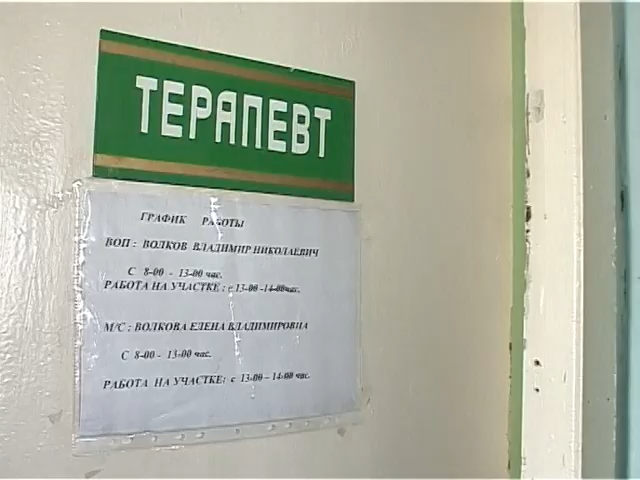 ТЕРАПЕВТ
ГРАФИК РАБОТЫ
ВОП : ВОЛКОВ ВЛАДИМИР НИКОЛАЕВИЧ
С 8-00 - 13-00 час.
РАБОТА НА УЧАСТКЕ : с 13-00 -14-00час.
М/С : ВОЛКОВА ЕЛЕНА ВЛАДИМИРОВНА
С 8-00 - 13-00 час.
РАБОТА НА УЧАСТКЕ: с 13-00 – 14-00 час.